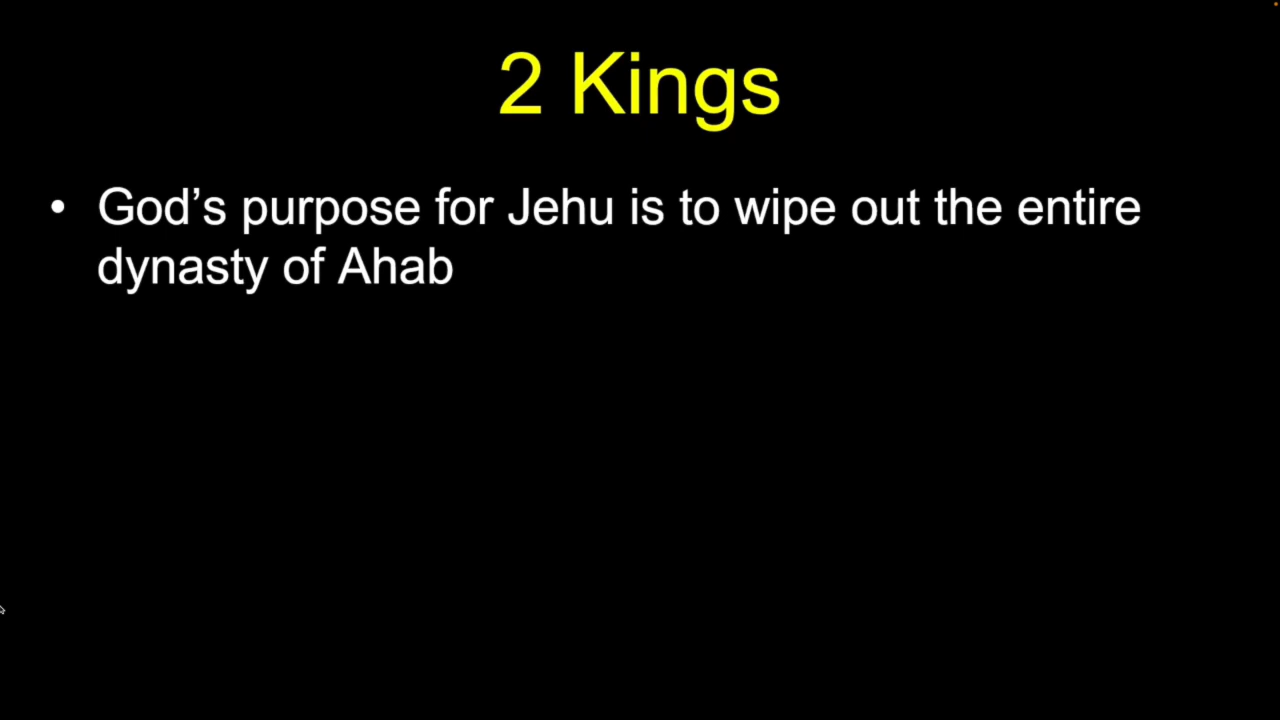 2 Kings
• God’s purpose for Jehu is to wipe out the entire
dynasty of Ahab